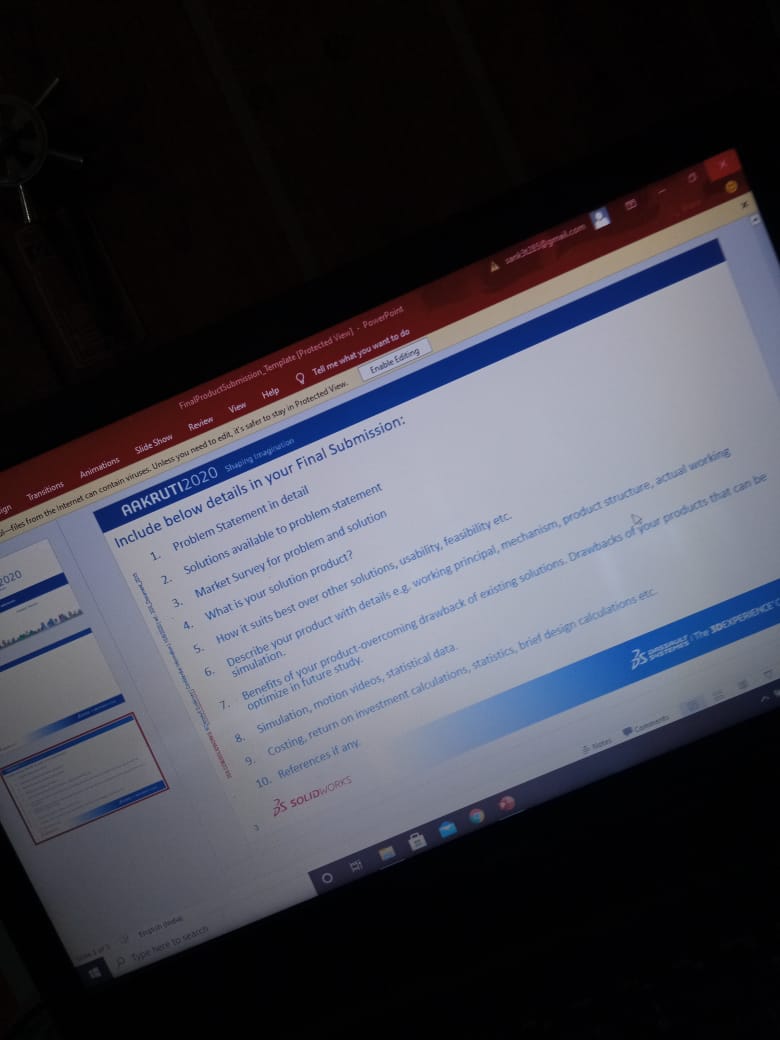 FinalProductSubmission_Template [Protected View] - PowerPoint
Transitions Animations Slide Show Review View Help Tell me what you want to do
files from the Internet can contain viruses. Unless you need to edit, it's safer to stay in Protected View. Enable Editing
AAKRUTI2020 Shaping Imagination
Include below details in your Final Submission:
1. Problem Statement in detail
2. Solutions available to problem statement
3. Market Survey for problem and solution
4. What is your solution product?
5. How it suits best over other solutions, usability, feasibility etc.
6. Describe your product with details e.g. working principal, mechanism, product structure, actual working
simulation.
7. Benefits of your product-overcoming drawback of existing solutions. Drawbacks of your products that can be
optimize in future study.
8. Simulation, motion videos, statistical data.
9. Costing, return on investment calculations, statistics, brief design calculations etc.
10. References if any
3
SOLIDWORKS
DASSAULT SYSTEMES | The 3DEXPERIENCE
2020
Notes Comments
Slide 3 of 3 English (India)
Type here to search